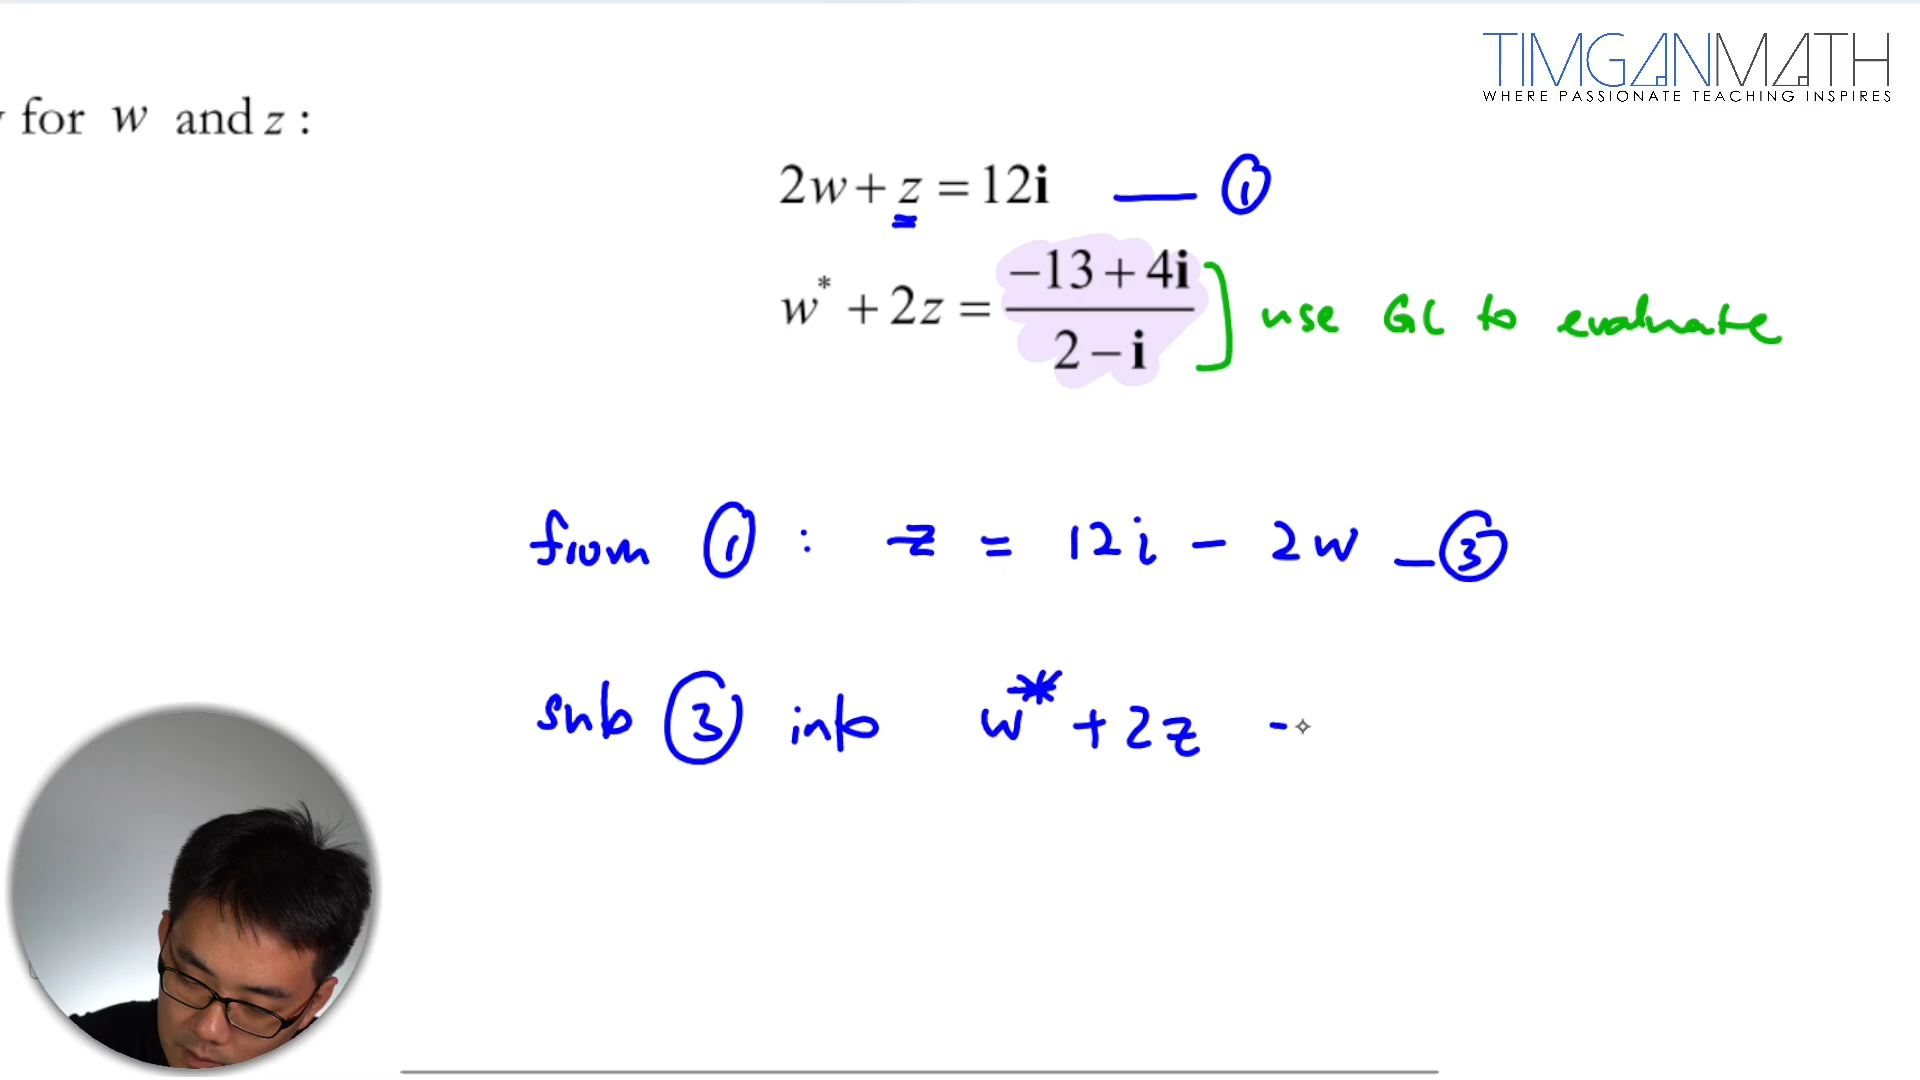 TIMGANMATH
WHERE PASSIONATE TEACHING INSPIRES
for w and z :
2w + z = 12i — ①
w* + 2z = (-13 + 4i)/(2 - i) ] use GC to evaluate
from ① : z = 12i - 2w - ③
sub ③ into w* + 2z -